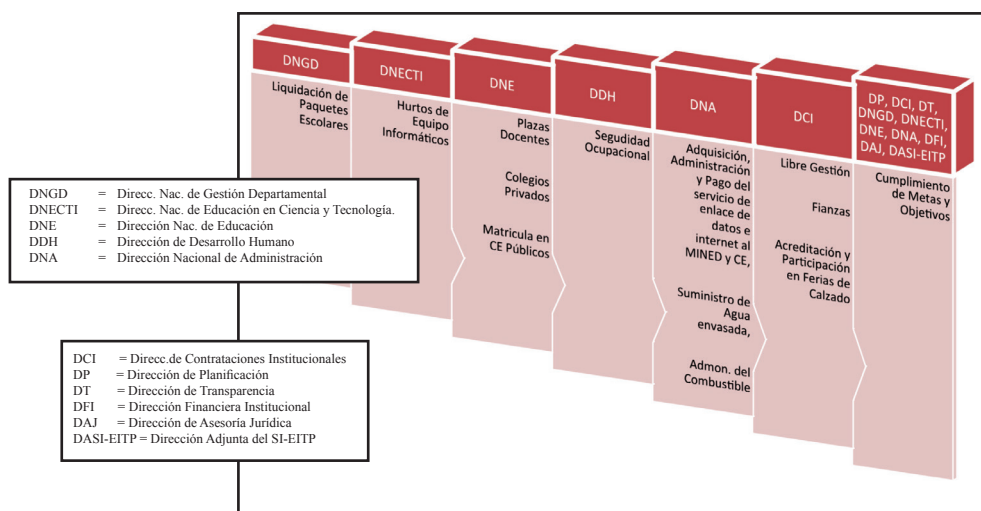 DNGD
Liquidación de
Paquetes
Escolares
DNECTI
Hurtos de
Equipo
Informáticos
DNE
Plazas
Docentes
Colegios
Privados
Matricula en
CE Públicos
DDH
Segudidad
Ocupacional
DNA
Adquisición,
Administración
y Pago del
servicio de
enlace de
datos e
internet al
MINED y CE,
Suministro de
Agua
envasada,
Admon. del
Combustible
DCI
Libre Gestión
Fianzas
Acreditación y
Participación
en Ferias de
Calzado
DP, DCI, DT,
DNGD, DNECTI,
DNE, DNA, DFI,
DAJ, DASI-EITP
Cumplimiento
de Metas y
Objetivos
DNGD = Direcc. Nac. de Gestión Departamental
DNECTI = Direcc. Nac. de Educación en Ciencia y Tecnología.
DNE = Dirección Nac. de Educación
DDH = Dirección de Desarrollo Humano
DNA = Dirección Nacional de Administración
DCI = Direcc.de Contrataciones Institucionales
DP = Dirección de Planificación
DT = Dirección de Transparencia
DFI = Dirección Financiera Institucional
DAJ = Dirección de Asesoría Jurídica
DASI-EITP = Dirección Adjunta del SI-EITP